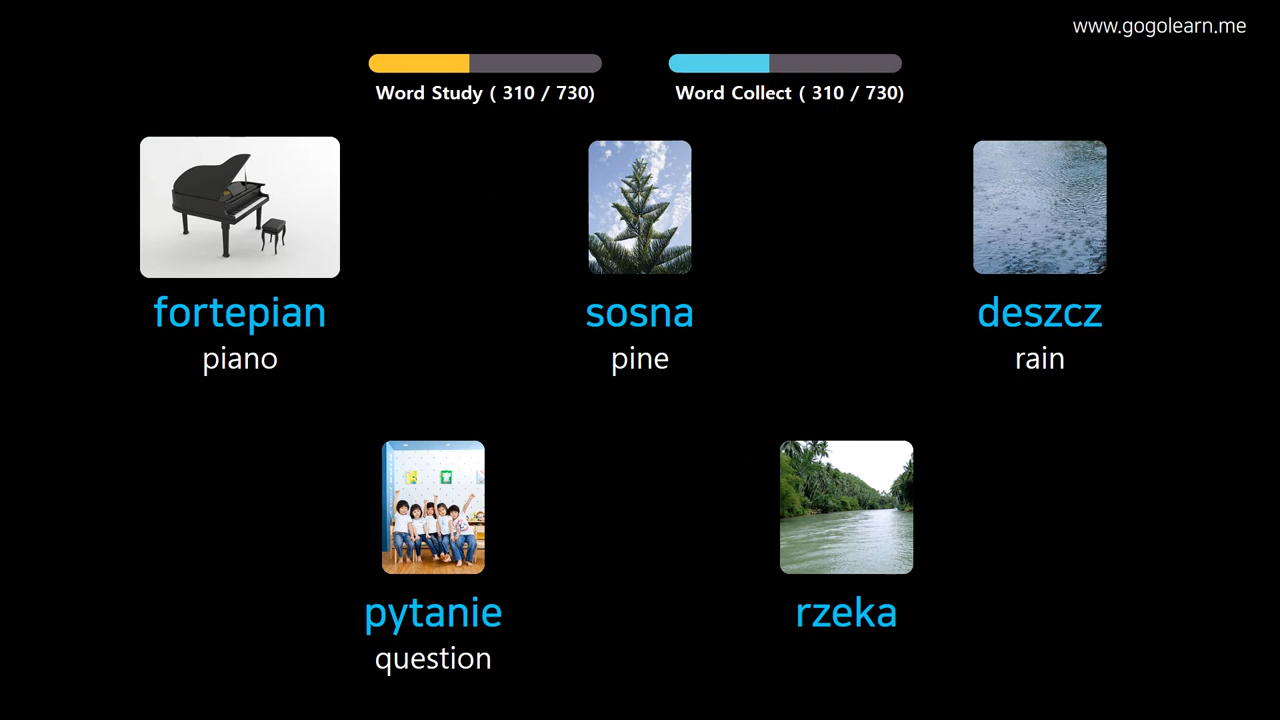 www.gogolearn.me
Word Study ( 310 / 730)
Word Collect ( 310 / 730)
fortepian
piano
sosna
pine
deszcz
rain
pytanie
question
rzeka